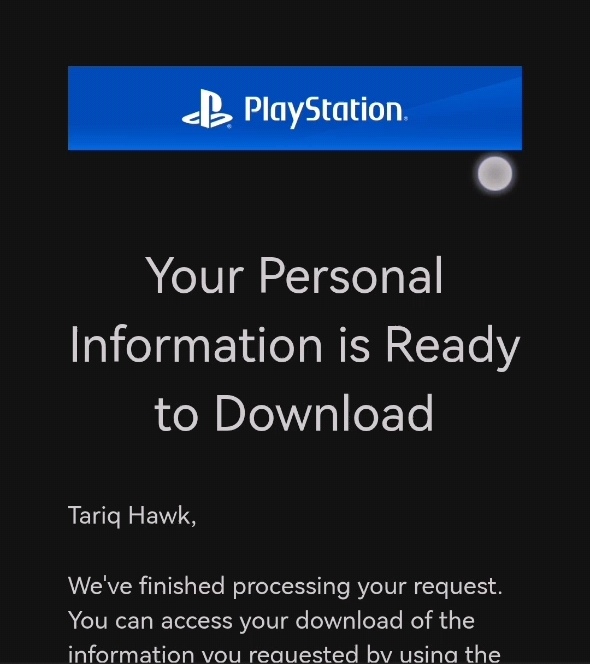 PlayStation
Your Personal
Information is Ready
to Download
Tariq Hawk,
We've finished processing your request.
You can access your download of the
information you requested by using the